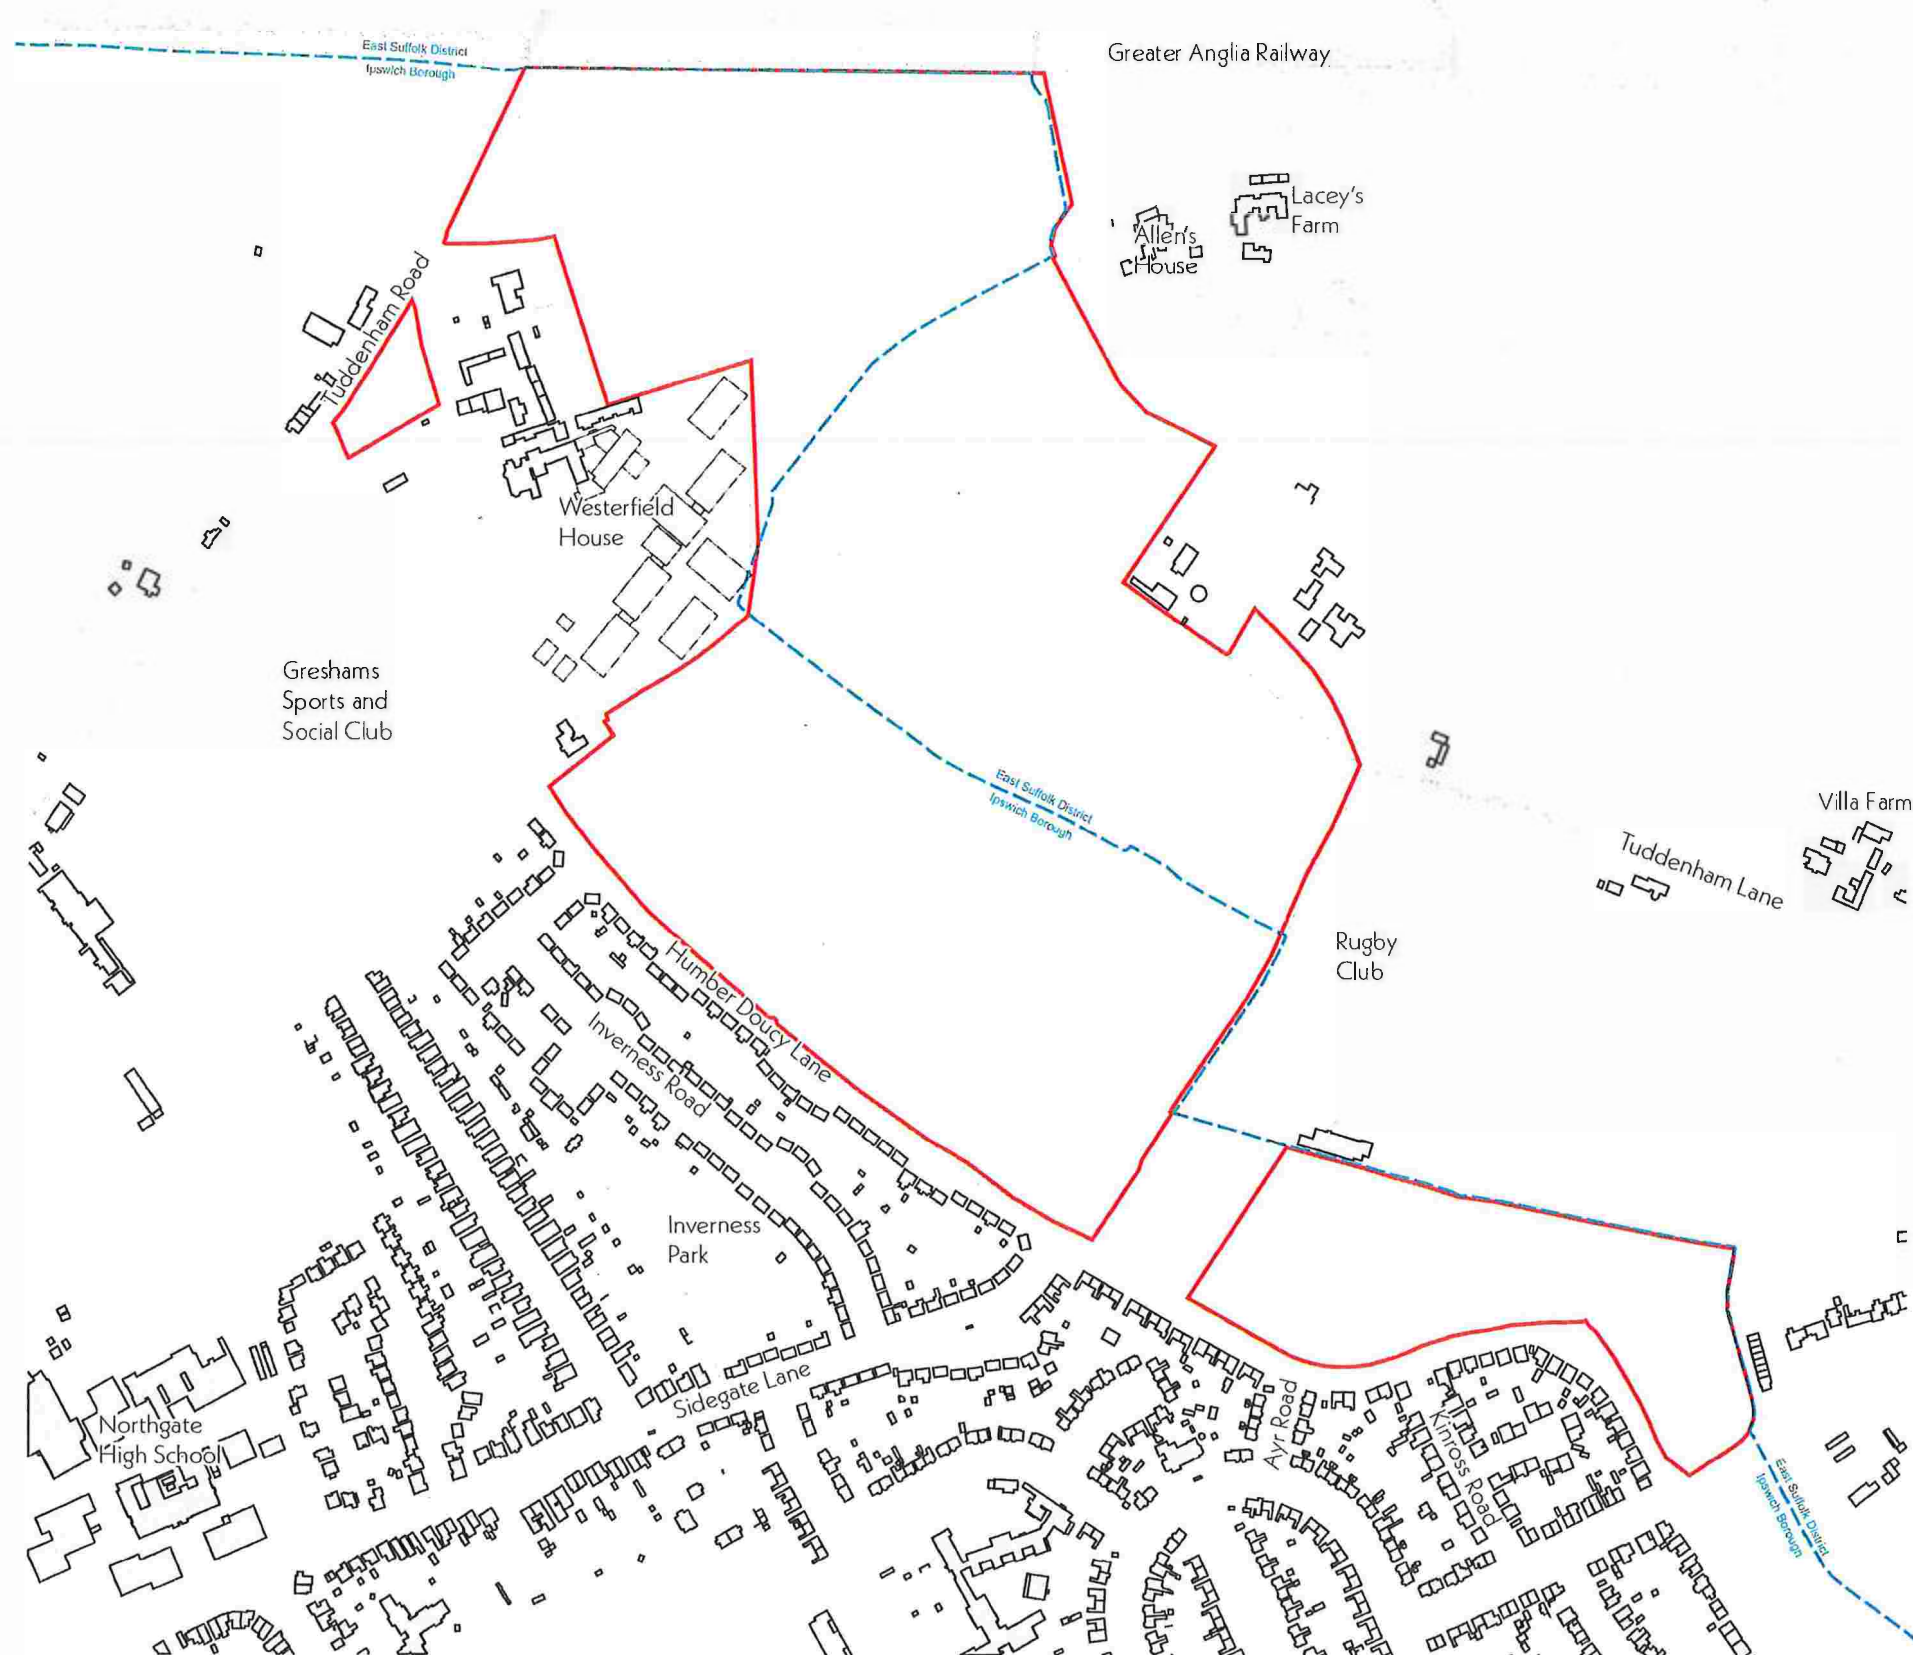 East Suffolk District
Ipswich Borough
Greater Anglia Railway
Lacey's
Farm
Allen's
House
Tuddenham Road
Westerfield
House
Greshams
Sports and
Social Club
East Suffolk District
Ipswich Borough
Villa Farm
Tuddenham Lane
Rugby
Club
Humber Doucy Lane
Inverness Road
Inverness
Park
Sidegate Lane
Ayr Road
Kinross Road
Northgate
High School
East Suffolk District
Ipswich Borough